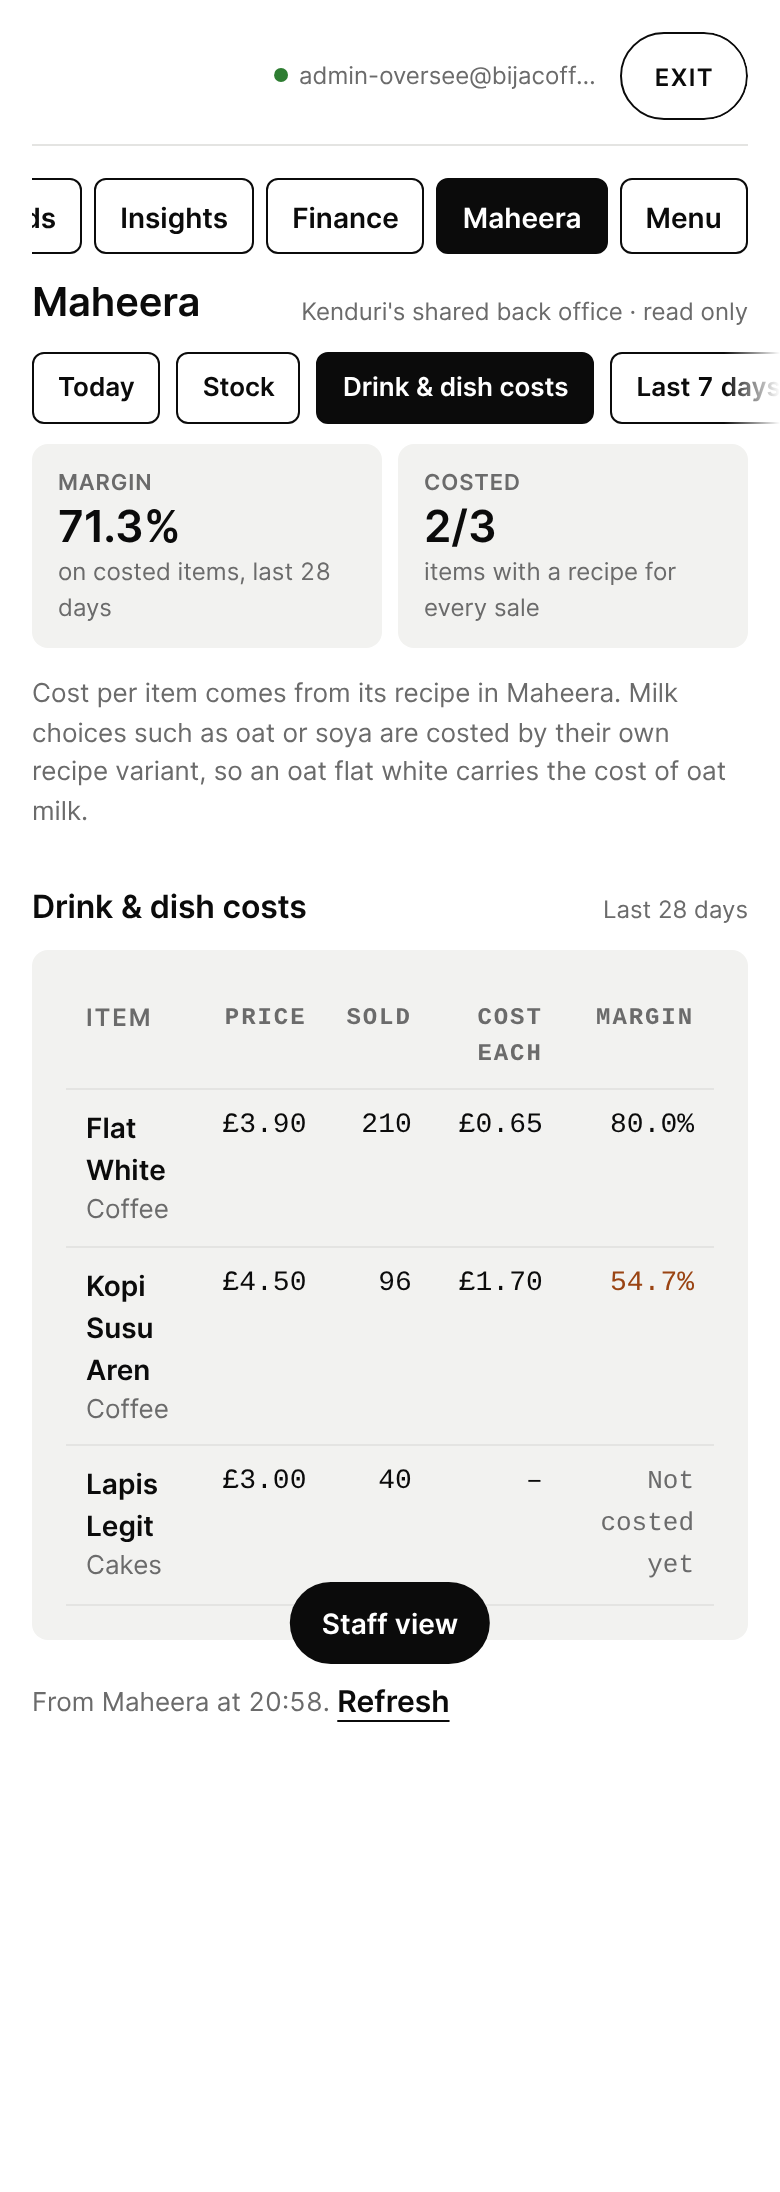 admin-oversee@bijacoff...
EXIT
ds
Insights
Finance
Maheera
Menu
Maheera
Kenduri's shared back office · read only
Today
Stock
Drink & dish costs
Last 7 days
MARGIN
71.3%
on costed items, last 28
days
COSTED
2/3
items with a recipe for
every sale
Cost per item comes from its recipe in Maheera. Milk
choices such as oat or soya are costed by their own
recipe variant, so an oat flat white carries the cost of oat
milk.
Drink & dish costs
Last 28 days
ITEM PRICE SOLD COST EACH MARGIN
Flat White £3.90 210 £0.65 80.0%
Coffee
Kopi Susu Aren £4.50 96 £1.70 54.7%
Coffee
Lapis Legit £3.00 40 – Not costed yet
Cakes
Staff view
From Maheera at 20:58. Refresh